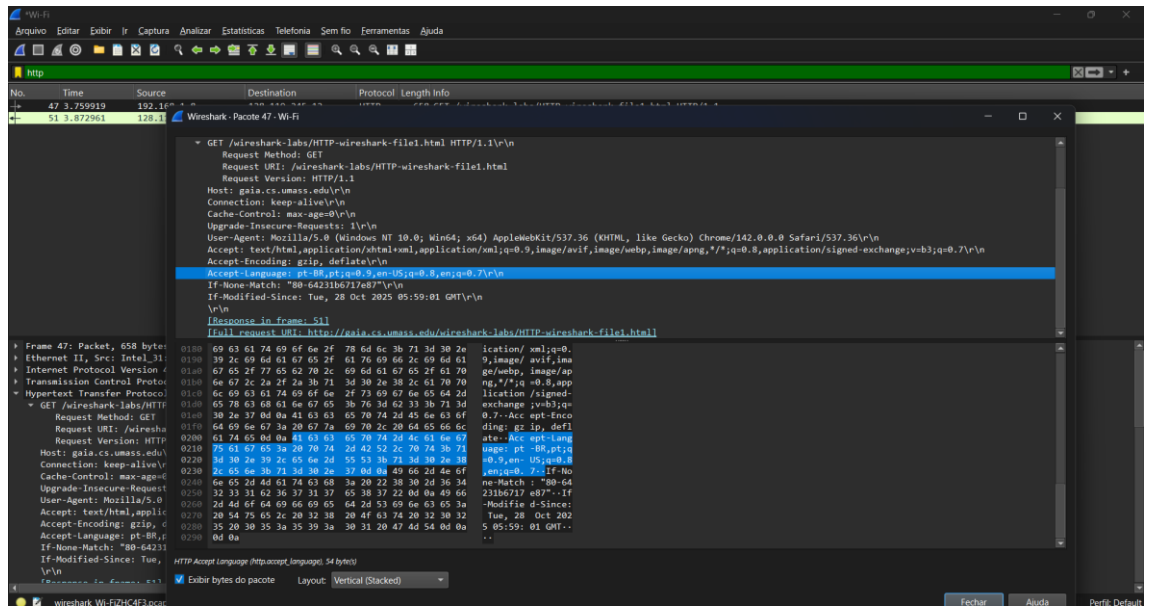 *Wi-Fi
Arquivo Editar Exibir Ir Captura Analizar Estatísticas Telefonia Sem fio Ferramentas Ajuda
http
No. Time Source Destination Protocol Length Info
47 3.759919
51 3.872961
Wireshark · Pacote 47 · Wi-Fi
GET /wireshark-labs/HTTP-wireshark-file1.html HTTP/1.1\r\n
Request Method: GET
Request URI: /wireshark-labs/HTTP-wireshark-file1.html
Request Version: HTTP/1.1
Host: gaia.cs.umass.edu\r\n
Connection: keep-alive\r\n
Cache-Control: max-age=0\r\n
Upgrade-Insecure-Requests: 1\r\n
User-Agent: Mozilla/5.0 (Windows NT 10.0; Win64; x64) AppleWebKit/537.36 (KHTML, like Gecko) Chrome/142.0.0.0 Safari/537.36\r\n
Accept: text/html,application/xhtml+xml,application/xml;q=0.9,image/avif,image/webp,image/apng,*/*;q=0.8,application/signed-exchange;v=b3;q=0.7\r\n
Accept-Encoding: gzip, deflate\r\n
Accept-Language: pt-BR,pt;q=0.9,en-US;q=0.8,en;q=0.7\r\n
If-None-Match: "80-64231b6717e87"\r\n
If-Modified-Since: Tue, 28 Oct 2025 05:59:01 GMT\r\n
\r\n
[Response in frame: 51]
[Full request URI: http://gaia.cs.umass.edu/wireshark-labs/HTTP-wireshark-file1.html]
Frame 47: Packet, 658 bytes
Ethernet II, Src: Intel_31:
Internet Protocol Version 4
Transmission Control Protoc
Hypertext Transfer Protocol
GET /wireshark-labs/HTTP
Request Method: GET
Request URI: /wiresha
Request Version: HTTP
Host: gaia.cs.umass.edu\
Connection: keep-alive\r
Cache-Control: max-age=0
Upgrade-Insecure-Request
User-Agent: Mozilla/5.0
Accept: text/html,applic
Accept-Encoding: gzip, d
Accept-Language: pt-BR,p
If-None-Match: "80-64231
If-Modified-Since: Tue,
\r\n
[Response in frame: 51]
0180 69 63 61 74 69 6f 6e 2f 78 6d 6c 3b 71 3d 30 2e ication/ xml;q=0.
0190 39 2c 69 6d 61 67 65 2f 61 76 69 66 2c 69 6d 61 9,image/ avif,ima
01a0 67 65 2f 77 65 62 70 2c 69 6d 61 67 65 2f 61 70 ge/webp, image/ap
01b0 6e 67 2c 2a 2f 2a 3b 71 3d 30 2e 38 2c 61 70 70 ng,*/*;q =0.8,app
01c0 6c 69 63 61 74 69 6f 6e 2f 73 69 67 6e 65 64 2d lication /signed-
01d0 65 78 63 68 61 6e 67 65 3b 76 3d 62 33 3b 71 3d exchange ;v=b3;q=
01e0 30 2e 37 0d 0a 41 63 63 65 70 74 2d 45 6e 63 6f 0.7··Acc ept-Enco
01f0 64 69 6e 67 3a 20 67 7a 69 70 2c 20 64 65 66 6c ding: gz ip, defl
0200 61 74 65 0d 0a 41 63 63 65 70 74 2d 4c 61 6e 67 ate··Acc ept-Lang
0210 75 61 67 65 3a 20 70 74 2d 42 52 2c 70 74 3b 71 uage: pt -BR,pt;q
0220 3d 30 2e 39 2c 65 6e 2d 55 53 3b 71 3d 30 2e 38 =0.9,en- US;q=0.8
0230 2c 65 6e 3b 71 3d 30 2e 37 0d 0a 49 66 2d 4e 6f ,en;q=0. 7··If-No
0240 6e 65 2d 4d 61 74 63 68 3a 20 22 38 30 2d 36 34 ne-Match : "80-64
0250 32 33 31 62 36 37 31 37 65 38 37 22 0d 0a 49 66 231b6717 e87"··If
0260 2d 4d 6f 64 69 66 69 65 64 2d 53 69 6e 63 65 3a -Modified-Since:
0270 20 54 75 65 2c 20 32 38 20 4f 63 74 20 32 30 32 Tue, 28 Oct 202
0280 35 20 30 35 3a 35 39 3a 30 31 20 47 4d 54 0d 0a 5 05:59: 01 GMT··
0290 0d 0a ··
HTTP Accept Language (http.accept_language), 54 byte(s)
Exibir bytes do pacote Layout: Vertical (Stacked)
Fechar Ajuda
wireshark_Wi-FiZHC4F3.pcap Perfil: Default